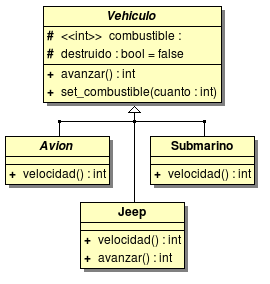 Vehiculo
# <<int>> combustible :
# destruido : bool = false
+ avanzar() : int
+ set_combustible(cuanto : int)
Avion
+ velocidad() : int
Submarino
+ velocidad() : int
Jeep
+ velocidad() : int
+ avanzar() : int